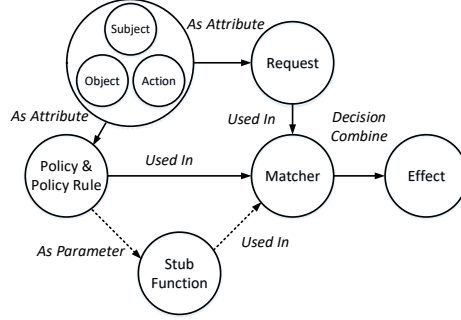 Subject
As Attribute
Object
Action
Request
As Attribute
Used In
Decision
Combine
Policy &
Policy Rule
Used In
Matcher
Effect
As Parameter
Used In
Stub
Function